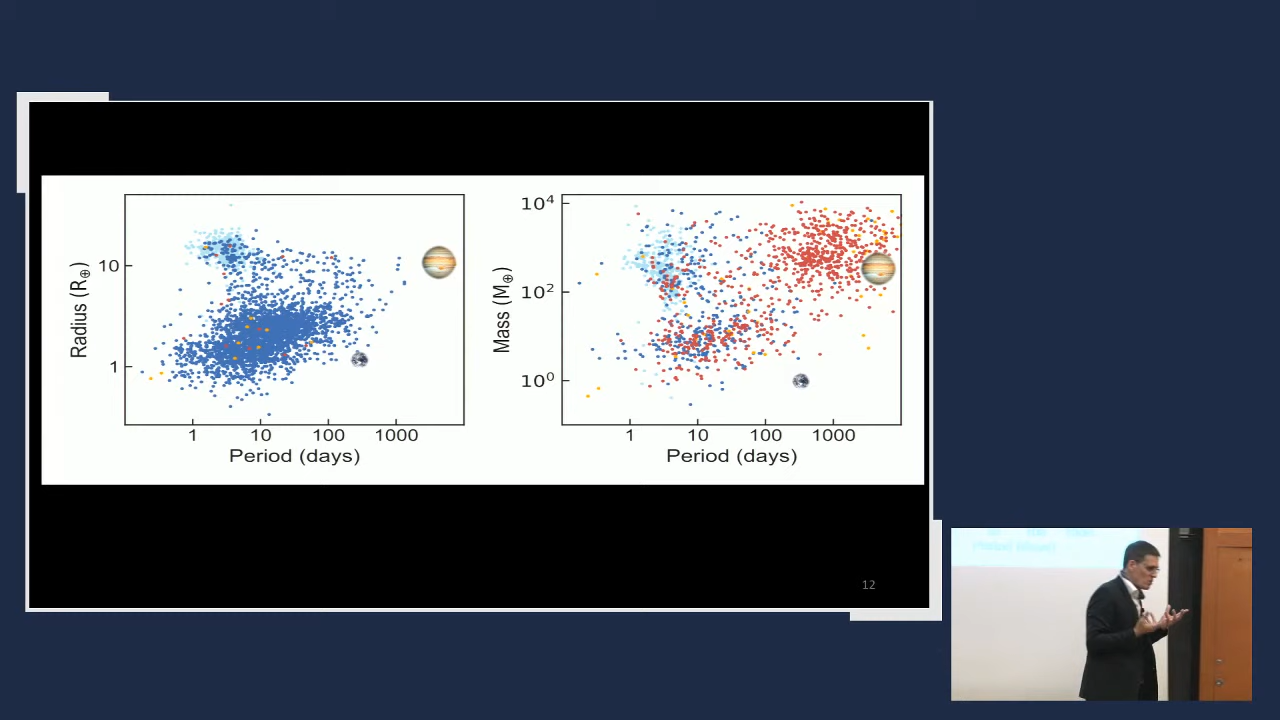 Radius (R⊕)
10
1
1 10 100 1000
Period (days)
Mass (M⊕)
10⁴
10²
10⁰
1 10 100 1000
Period (days)
12